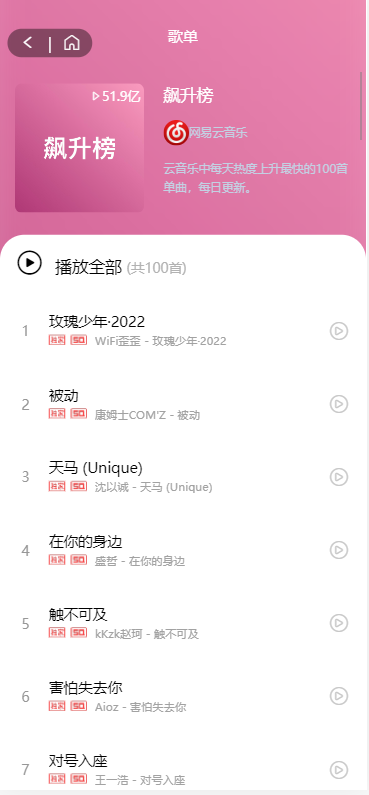 歌单
51.9亿
飙升榜
飙升榜
网易云音乐
云音乐中每天热度上升最快的100首
单曲，每日更新。
播放全部 (共100首)
1
玫瑰少年·2022
独家 SQ WiFi歪歪 - 玫瑰少年·2022
2
被动
独家 SQ 康姆士COM'Z - 被动
3
天马 (Unique)
独家 SQ 沈以诚 - 天马 (Unique)
4
在你的身边
独家 SQ 盛哲 - 在你的身边
5
触不可及
独家 SQ kKzk赵珂 - 触不可及
6
害怕失去你
独家 SQ Aioz - 害怕失去你
7
对号入座
独家 SQ 王一浩 - 对号入座